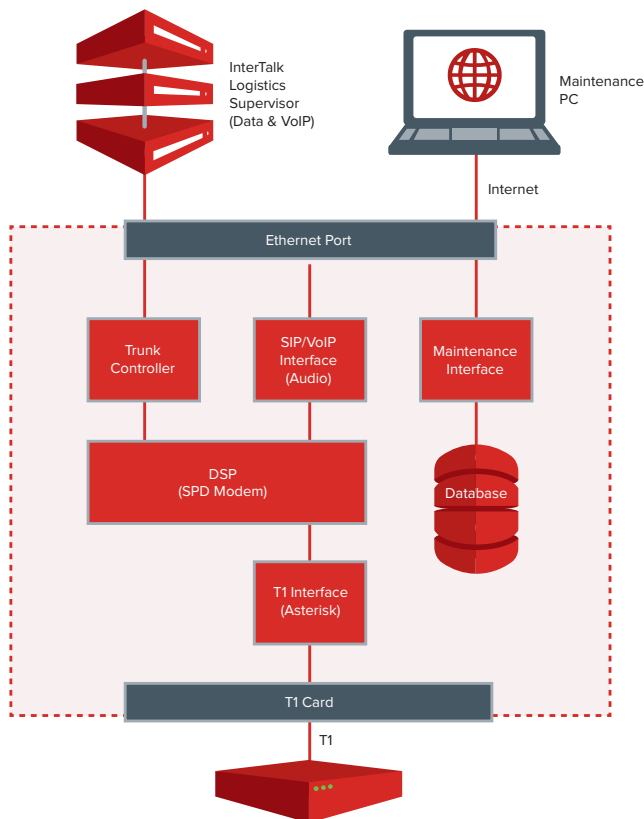 InterTalk
Logistics
Supervisor
(Data & VoIP)
Maintenance
PC
Internet
Ethernet Port
Trunk
Controller
SIP/VoIP
Interface
(Audio)
Maintenance
Interface
DSP
(SPD Modem)
Database
T1 Interface
(Asterisk)
T1 Card
T1